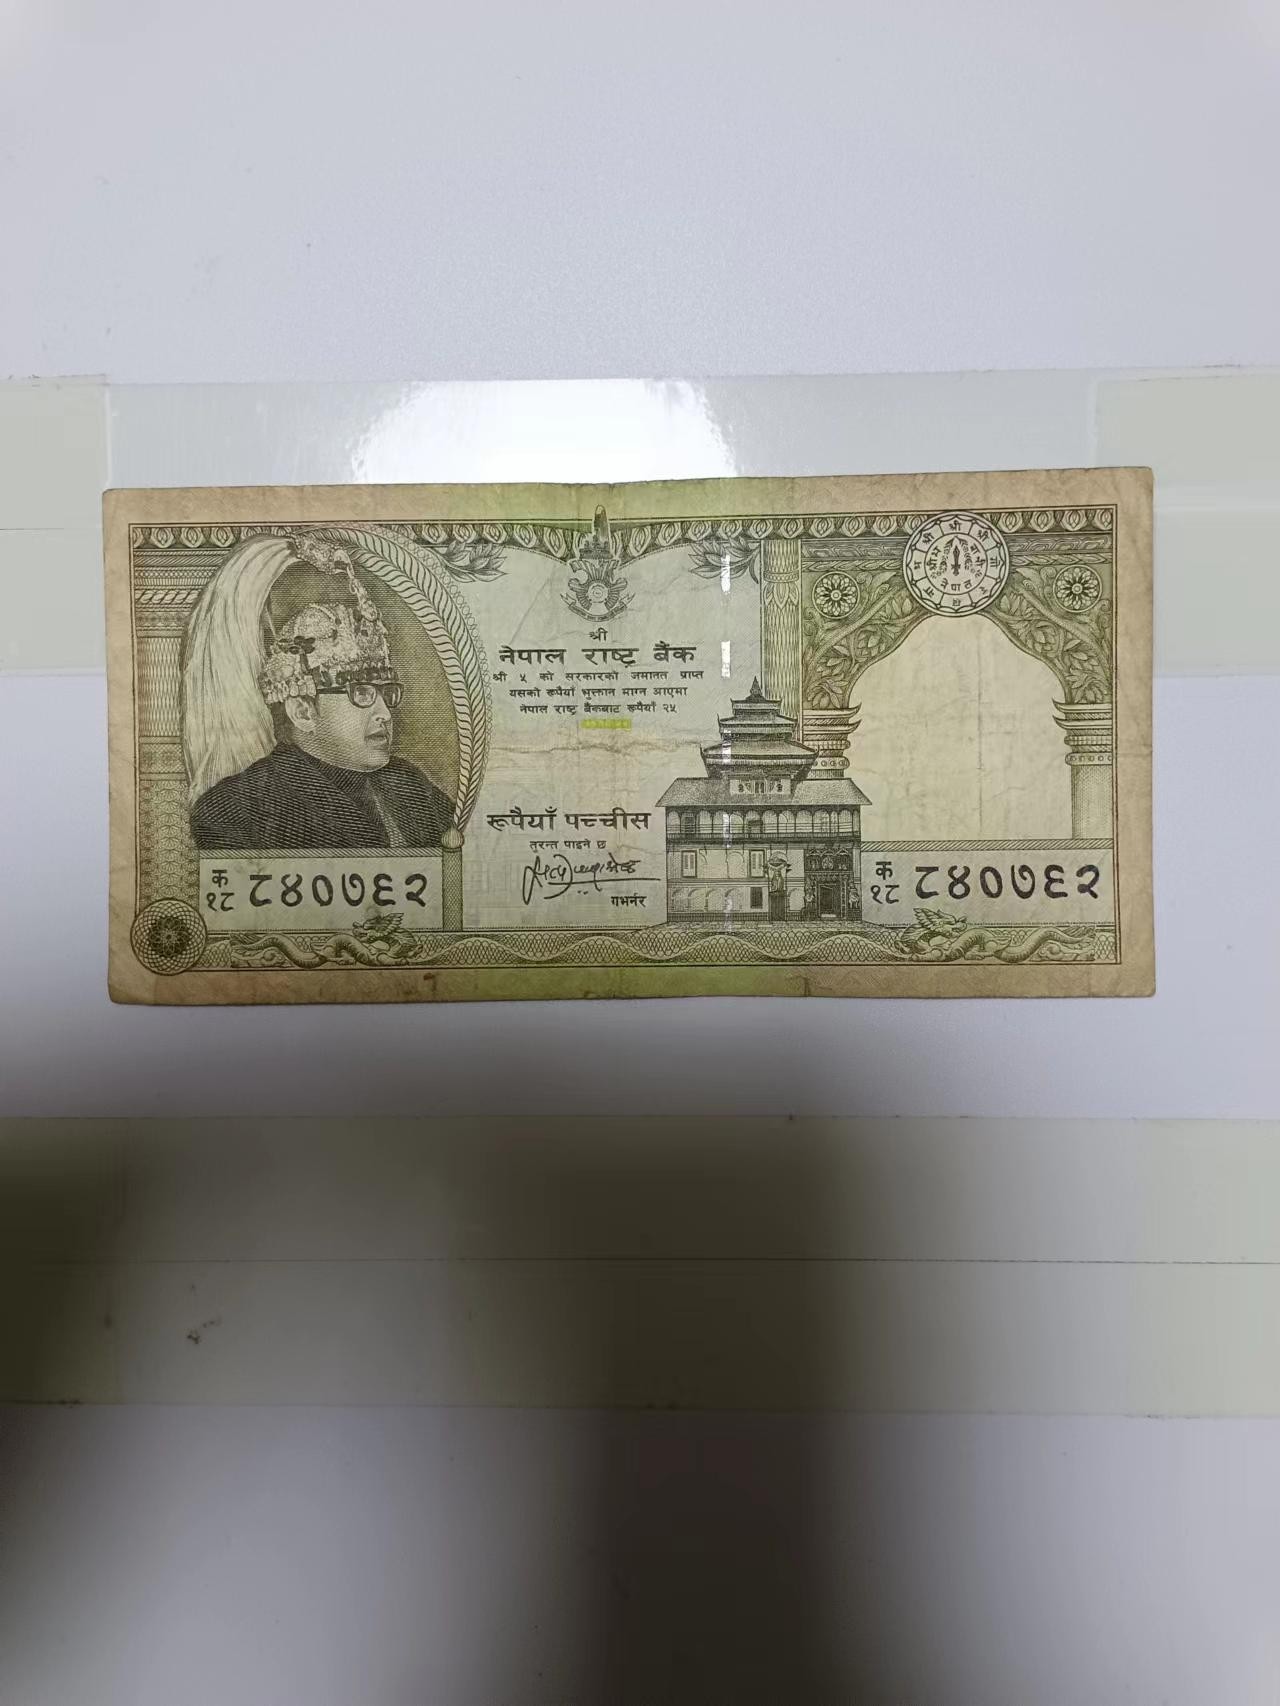 श्री
नेपाल राष्ट्र बैंक
श्री ५ को सरकारको जमानत प्राप्त
यसको रूपैयाँ भुक्तान माग्न आएमा
नेपाल राष्ट्र बैंकबाट रूपैयाँ २५
रूपैयाँ पच्चीस
तुरन्त पाइने छ
गभर्नर
क
१८ ८४०७६२
क
१८ ८४०७६२